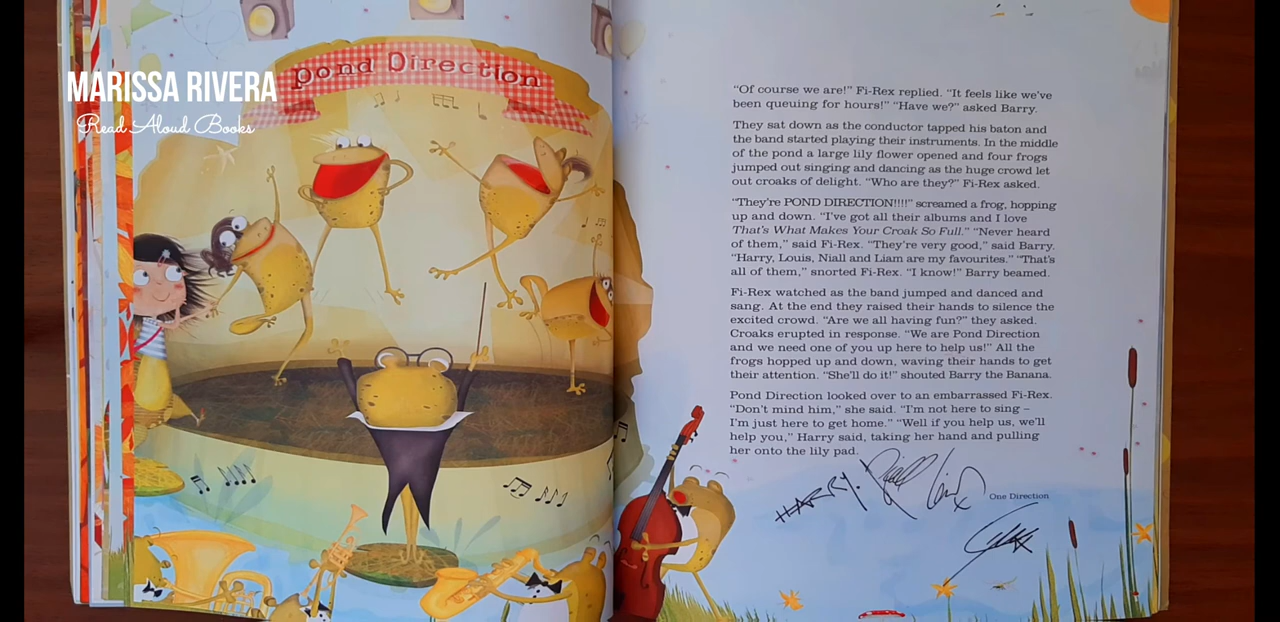 MARISSA RIVERA
Read Aloud Books
Pond Direction
“Of course we are!” Fi-Rex replied. “It feels like we’ve
been queuing for hours!” “Have we?” asked Barry.
They sat down as the conductor tapped his baton and
the band started playing their instruments. In the middle
of the pond a large lily flower opened and four frogs
jumped out singing and dancing as the huge crowd let
out croaks of delight. “Who are they?” Fi-Rex asked.
“They’re POND DIRECTION!!!!” screamed a frog, hopping
up and down. “I’ve got all their albums and I love
That’s What Makes Your Croak So Full.” “Never heard
of them,” said Fi-Rex. “They’re very good,” said Barry.
“Harry, Louis, Niall and Liam are my favourites.” “That’s
all of them,” snorted Fi-Rex. “I know!” Barry beamed.
Fi-Rex watched as the band jumped and danced and
sang. At the end they raised their hands to silence the
excited crowd. “Are we all having fun?” they asked.
Croaks erupted in response. “We are Pond Direction
and we need one of you up here to help us!” All the
frogs hopped up and down, waving their hands to get
their attention. “She’ll do it!” shouted Barry the Banana.
Pond Direction looked over to an embarrassed Fi-Rex.
“Don’t mind him,” she said. “I’m not here to sing –
I’m just here to get home.” “Well if you help us, we’ll
help you,” Harry said, taking her hand and pulling
her onto the lily pad.
HARRY.
One Direction